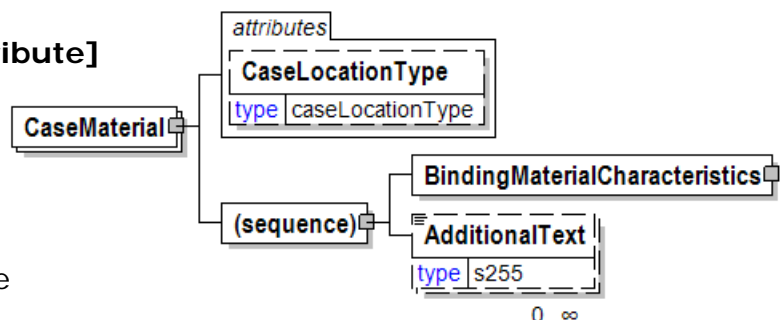 attributes
ibute]
CaseLocationType
type caseLocationType
CaseMaterial
BindingMaterialCharacteristics
(sequence)
AdditionalText
type s255
e
0 ∞